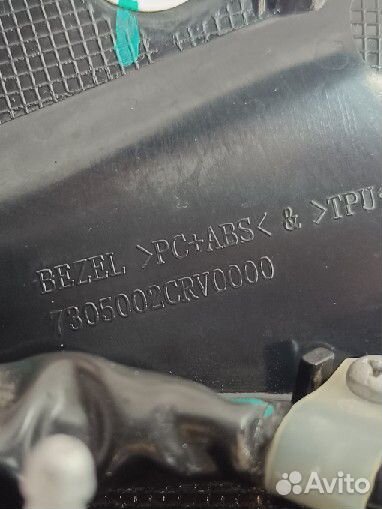 BEZEL >PC+ABS< & >TPU<
7305002CRV0000
Avito